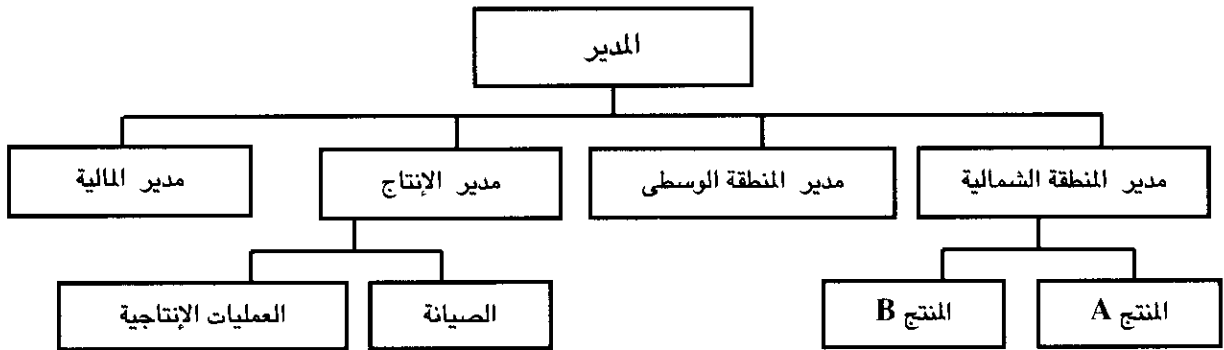 المدير
مدير المنطقة الشمالية
مدير المنطقة الوسطى
مدير الإنتاج
مدير المالية
المنتج A
المنتج B
الصيانة
العمليات الإنتاجية